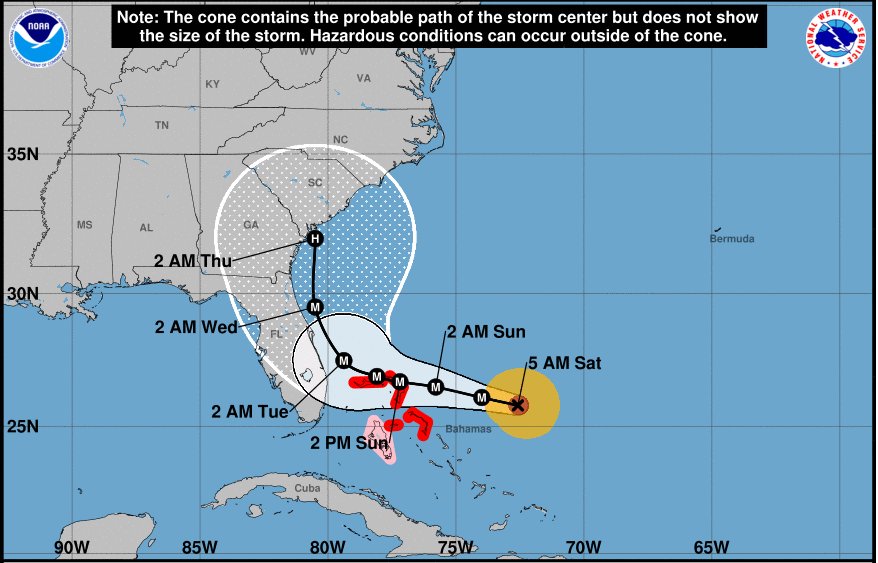 Note: The cone contains the probable path of the storm center but does not show
the size of the storm. Hazardous conditions can occur outside of the cone.
NOAA
NATIONAL WEATHER SERVICE
WV
KY
VA
TN
NC
35N
SC
MS
AL
GA
Bermuda
H
2 AM Thu
30N
M
2 AM Wed
FL
2 AM Sun
M
5 AM Sat
M
M
M
M
2 AM Tue
25N
Bahamas
2 PM Sun
Cuba
90W
85W
80W
75W
70W
65W